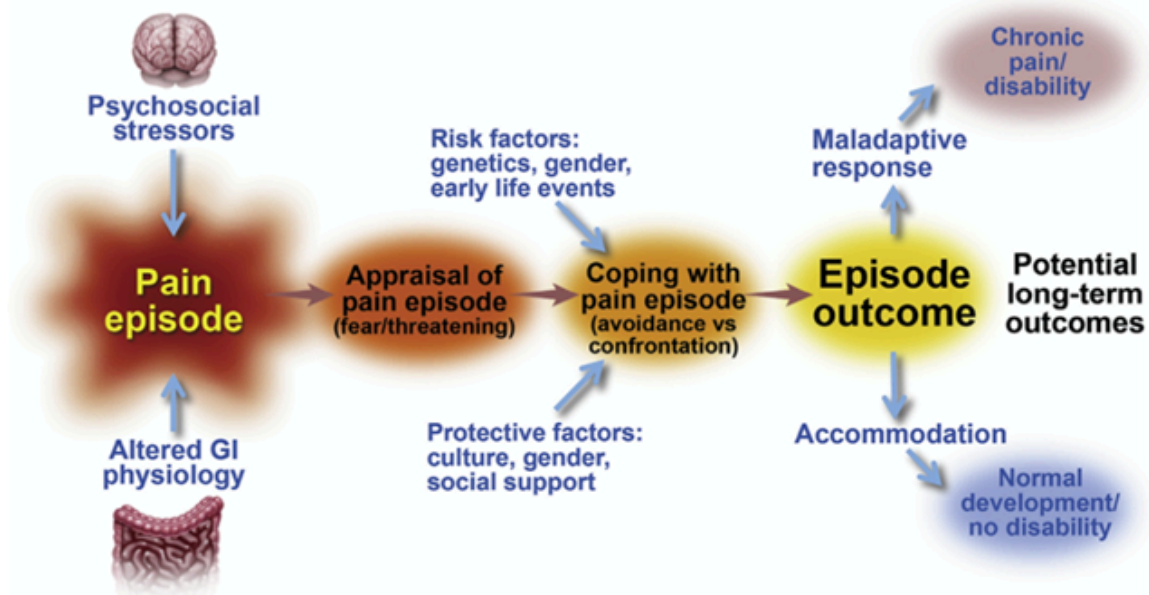 Psychosocial
stressors
Pain
episode
Altered GI
physiology
Appraisal of
pain episode
(fear/threatening)
Risk factors:
genetics, gender,
early life events
Coping with
pain episode
(avoidance vs
confrontation)
Protective factors:
culture, gender,
social support
Episode
outcome
Maladaptive
response
Chronic
pain/
disability
Accommodation
Normal
development/
no disability
Potential
long-term
outcomes